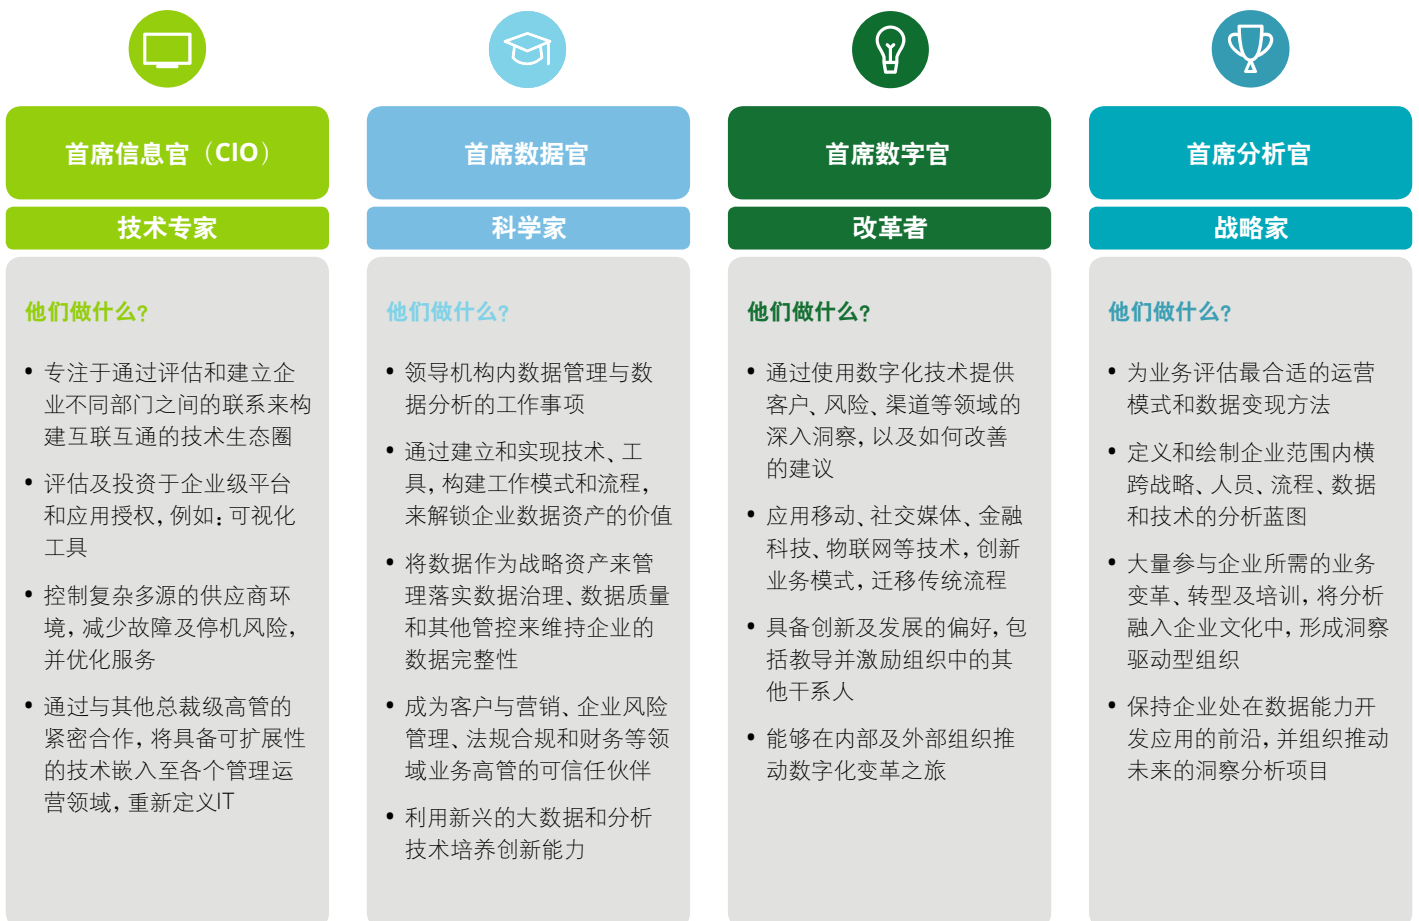 首席信息官（CIO）
技术专家
他们做什么?
• 专注于通过评估和建立企
业不同部门之间的联系来构
建互联互通的技术生态圈
• 评估及投资于企业级平台
和应用授权，例如：可视化
工具
• 控制复杂多源的供应商环
境，减少故障及停机风险，
并优化服务
• 通过与其他总裁级高管的
紧密合作，将具备可扩展性
的技术嵌入至各个管理运
营领域，重新定义IT
首席数据官
科学家
他们做什么?
• 领导机构内数据管理与数
据分析的工作事项
• 通过建立和实现技术、工
具，构建工作模式和流程，
来解锁企业数据资产的价值
• 将数据作为战略资产来管
理落实数据治理、数据质量
和其他管控来维持企业的
数据完整性
• 成为客户与营销、企业风险
管理、法规合规和财务等领
域业务高管的可信任伙伴
• 利用新兴的大数据和分析
技术培养创新能力
首席数字官
改革者
他们做什么?
• 通过使用数字化技术提供
客户、风险、渠道等领域的
深入洞察，以及如何改善
的建议
• 应用移动、社交媒体、金融
科技、物联网等技术，创新
业务模式，迁移传统流程
• 具备创新及发展的偏好，包
括教导并激励组织中的其
他干系人
• 能够在内部及外部组织推
动数字化变革之旅
首席分析官
战略家
他们做什么?
• 为业务评估最合适的运营
模式和数据变现方法
• 定义和绘制企业范围内横
跨战略、人员、流程、数据
和技术的分析蓝图
• 大量参与企业所需的业务
变革、转型及培训，将分析
融入企业文化中，形成洞察
驱动型组织
• 保持企业处在数据能力开
发应用的前沿，并组织推动
未来的洞察分析项目